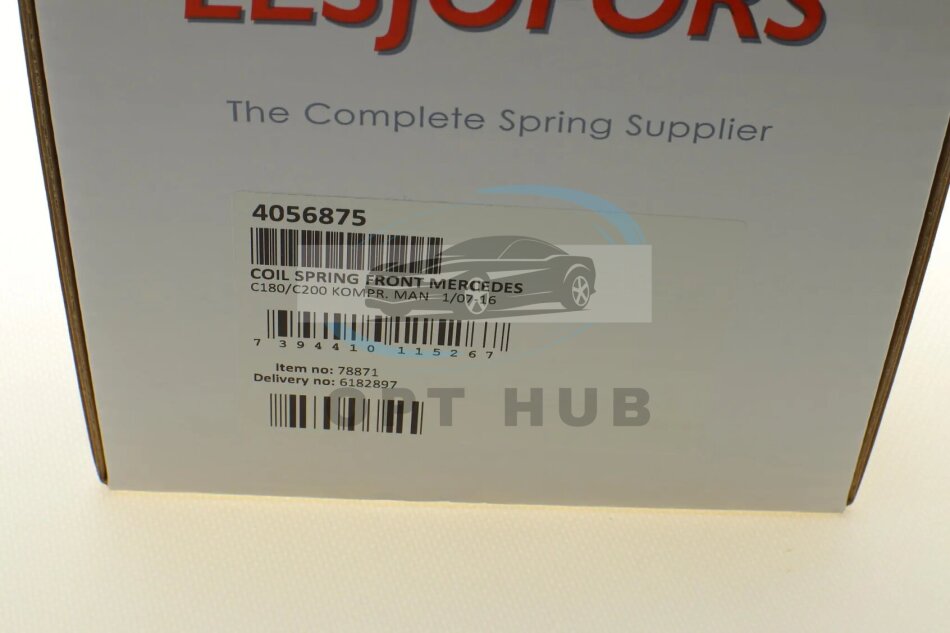 LESJÖFORS
The Complete Spring Supplier
4056875
COIL SPRING FRONT MERCEDES
C180/C200 KOMPR. MAN 1/07-16
7 394410 115267
Item no: 78871
Delivery no: 6182897
OPT HUB